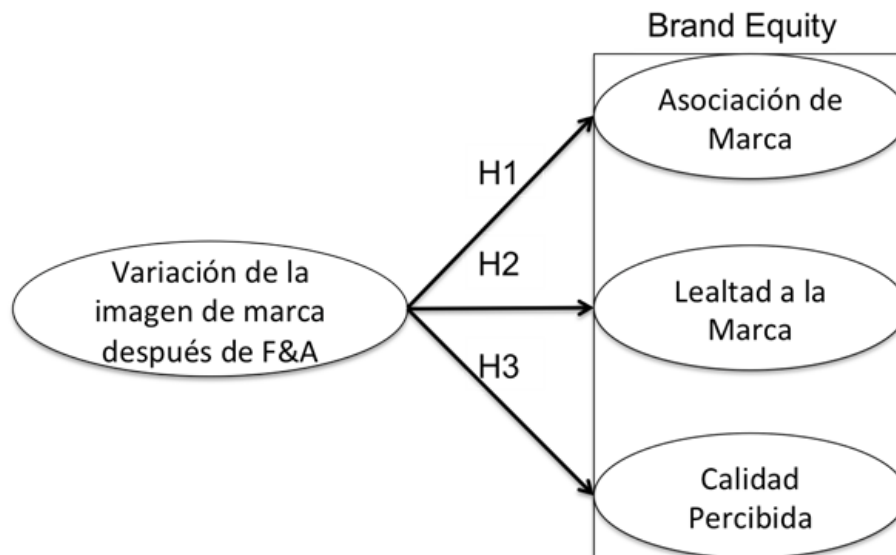 Brand Equity
Asociación de
Marca
H1
H2
Variación de la
imagen de marca
después de F&A
Lealtad a la
Marca
H3
Calidad
Percibida